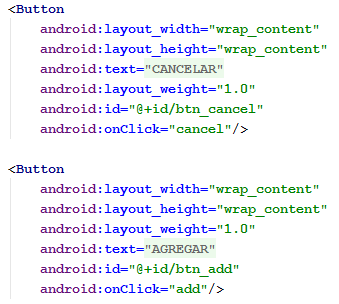 <Button
android:layout_width="wrap_content"
android:layout_height="wrap_content"
android:text="CANCELAR"
android:layout_weight="1.0"
android:id="@+id/btn_cancel"
android:onClick="cancel"/>
<Button
android:layout_width="wrap_content"
android:layout_height="wrap_content"
android:layout_weight="1.0"
android:text="AGREGAR"
android:id="@+id/btn_add"
android:onClick="add"/>